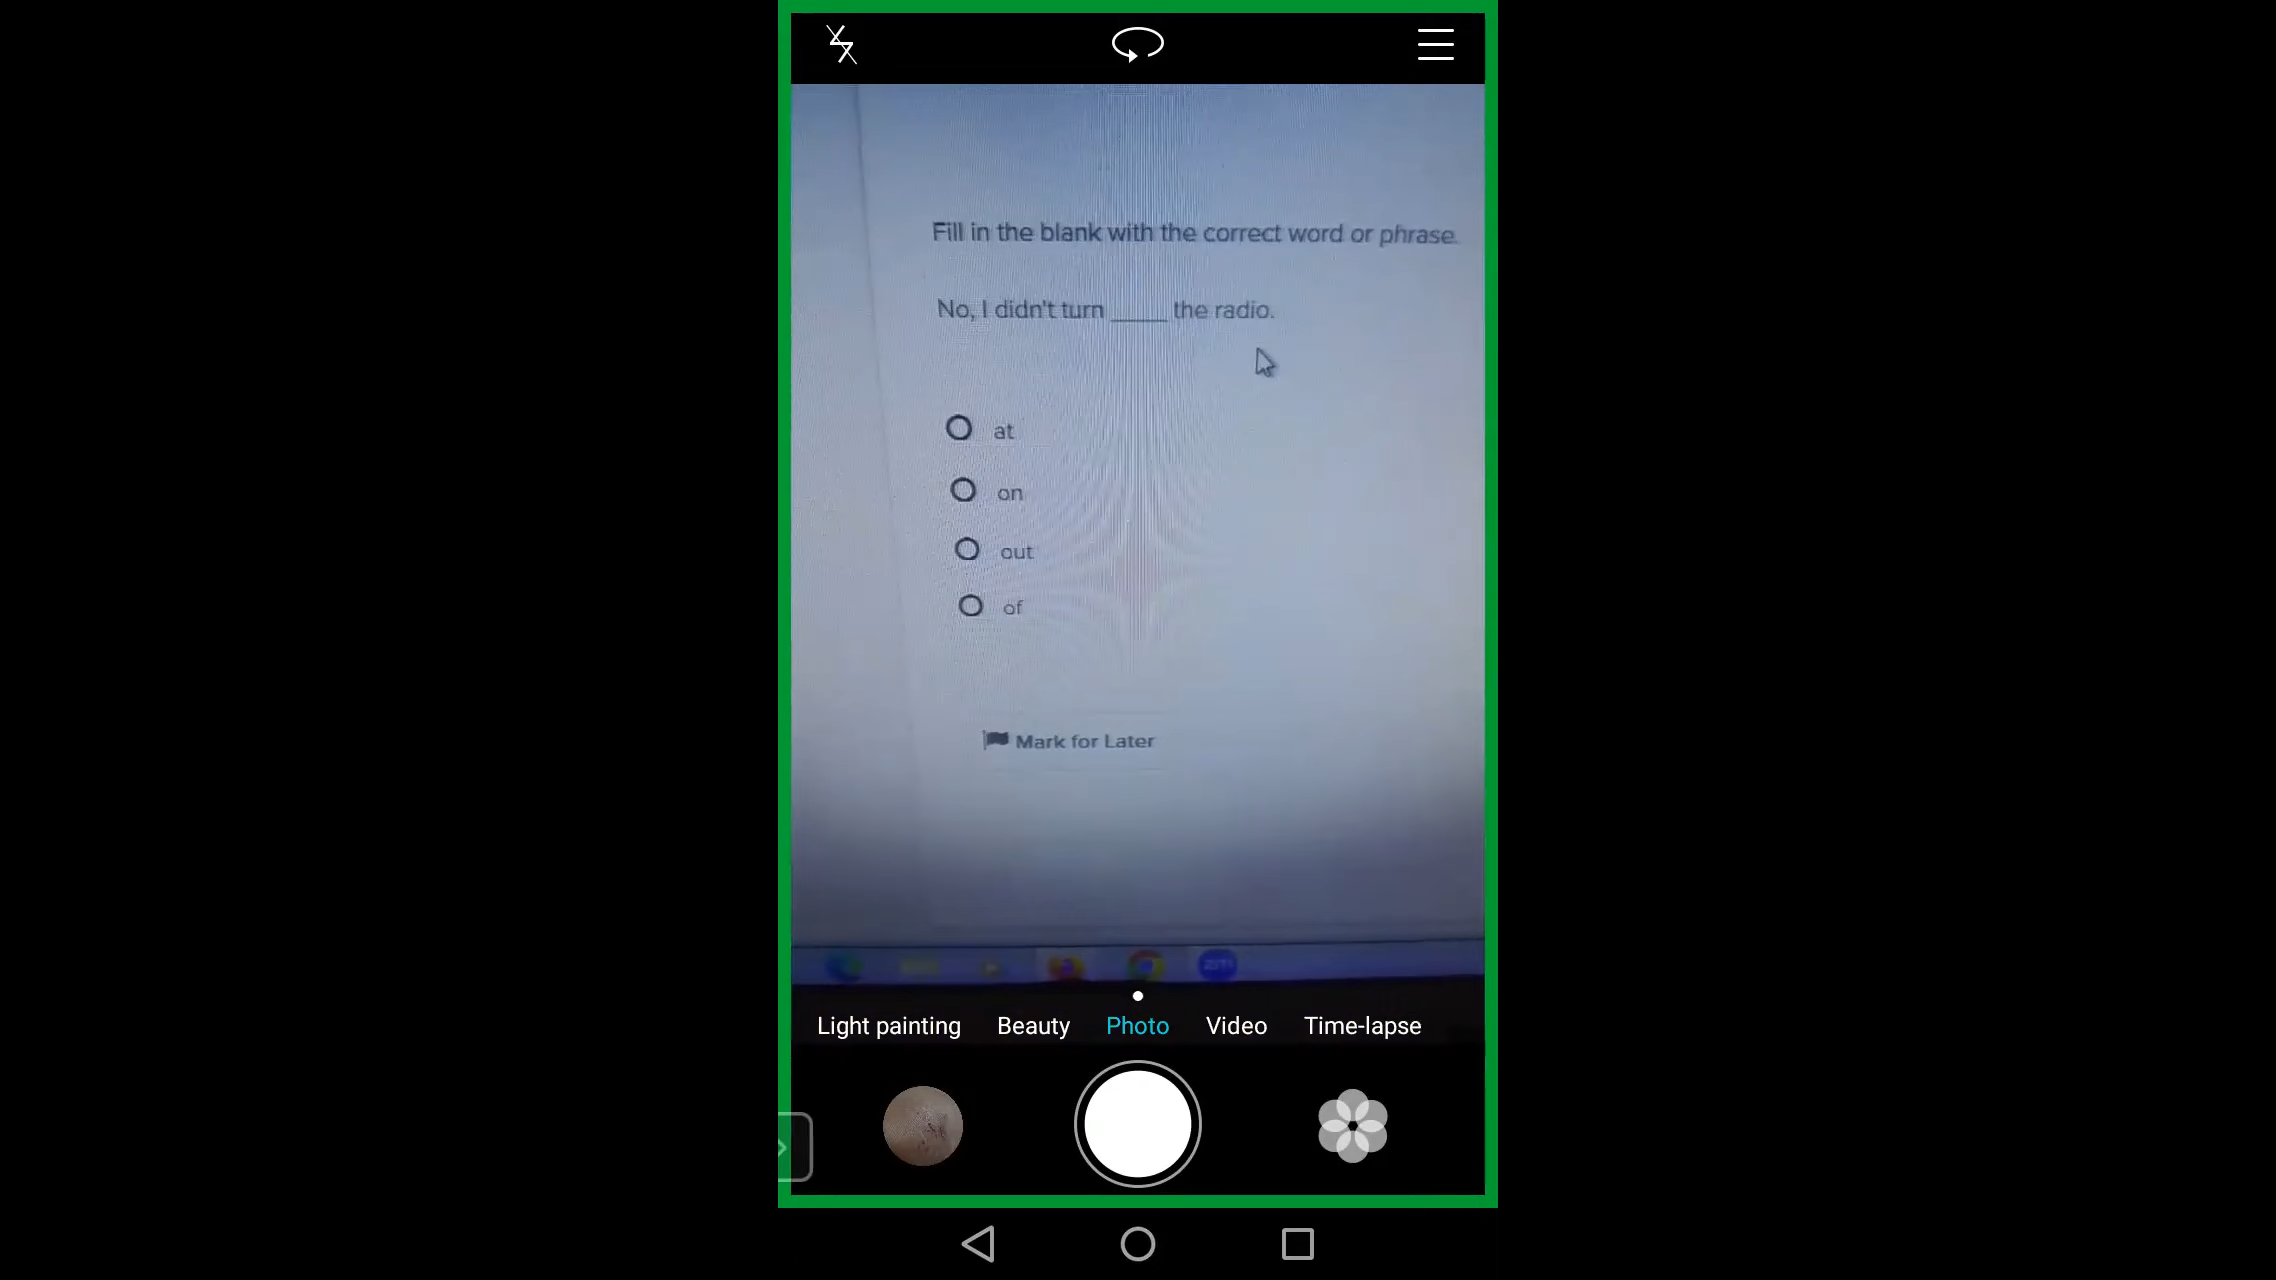 Fill in the blank with the correct word or phrase.
No, I didn't turn _____ the radio.
at
on
out
of
Mark for Later
Light painting Beauty Photo Video Time-lapse